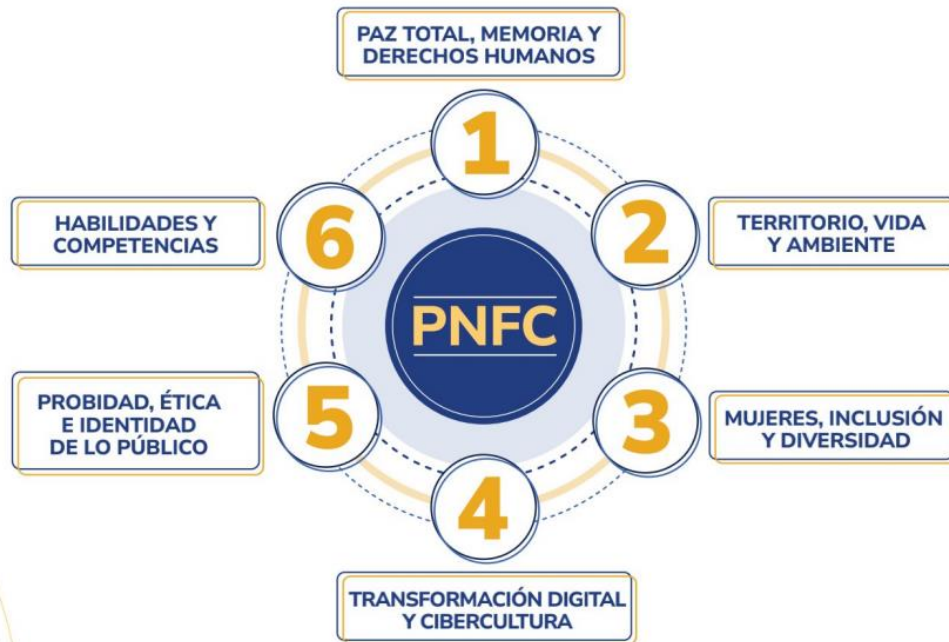 PAZ TOTAL, MEMORIA Y
DERECHOS HUMANOS
1
2
TERRITORIO, VIDA
Y AMBIENTE
3
MUJERES, INCLUSIÓN
Y DIVERSIDAD
4
TRANSFORMACIÓN DIGITAL
Y CIBERCULTURA
5
PROBIDAD, ÉTICA
E IDENTIDAD
DE LO PÚBLICO
6
HABILIDADES Y
COMPETENCIAS
PNFC